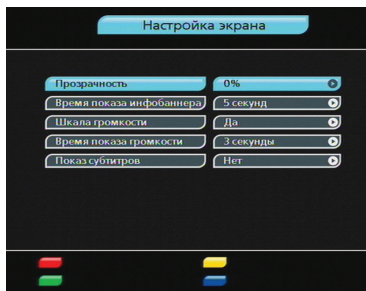 Настройка экрана
Прозрачность 0%
Время показа инфобаннера 5 секунд
Шкала громкости Да
Время показа громкости 3 секунды
Показ субтитров Нет